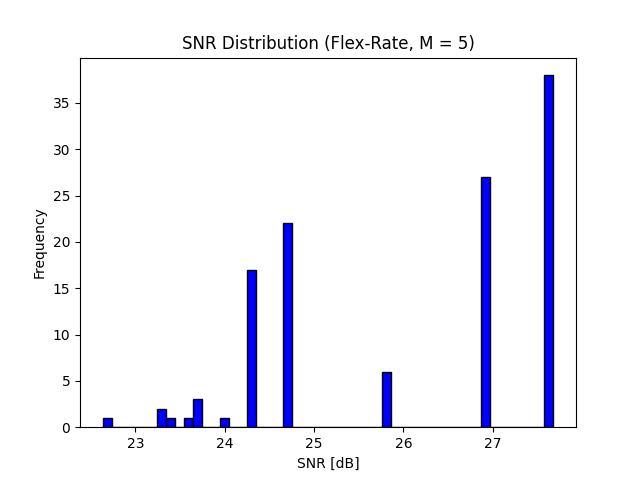 SNR Distribution (Flex-Rate, M = 5)
35
30
25
20
15
10
5
0
Frequency
23 24 25 26 27
SNR [dB]